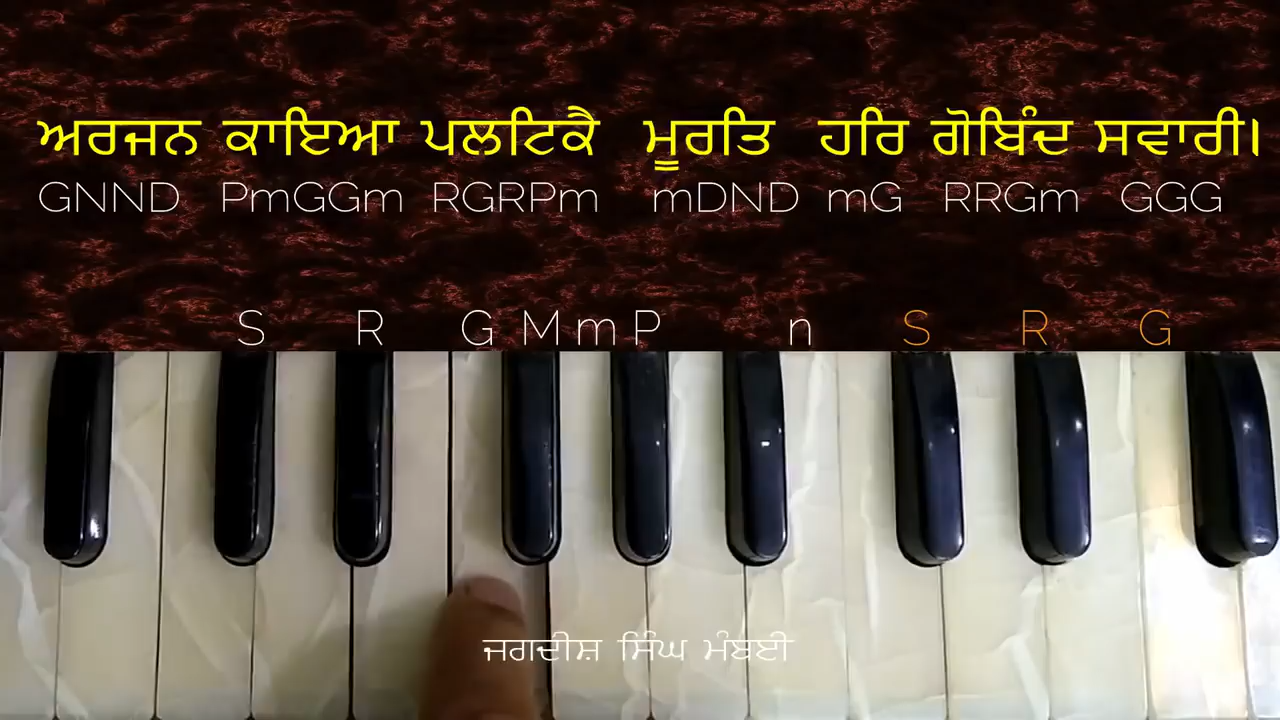 ਅਰਜਨ ਕਾਇਆ ਪਲਟਿਕੈ ਮੂਰਤਿ ਹਰਿ ਗੋਬਿੰਦ ਸਵਾਰੀ।
GNND PmGGm RGRPm mDND mG RRGm GGG
S R G M m P n S R G
ਜਗਦੀਸ਼ ਸਿੰਘ ਮੰਬਈ